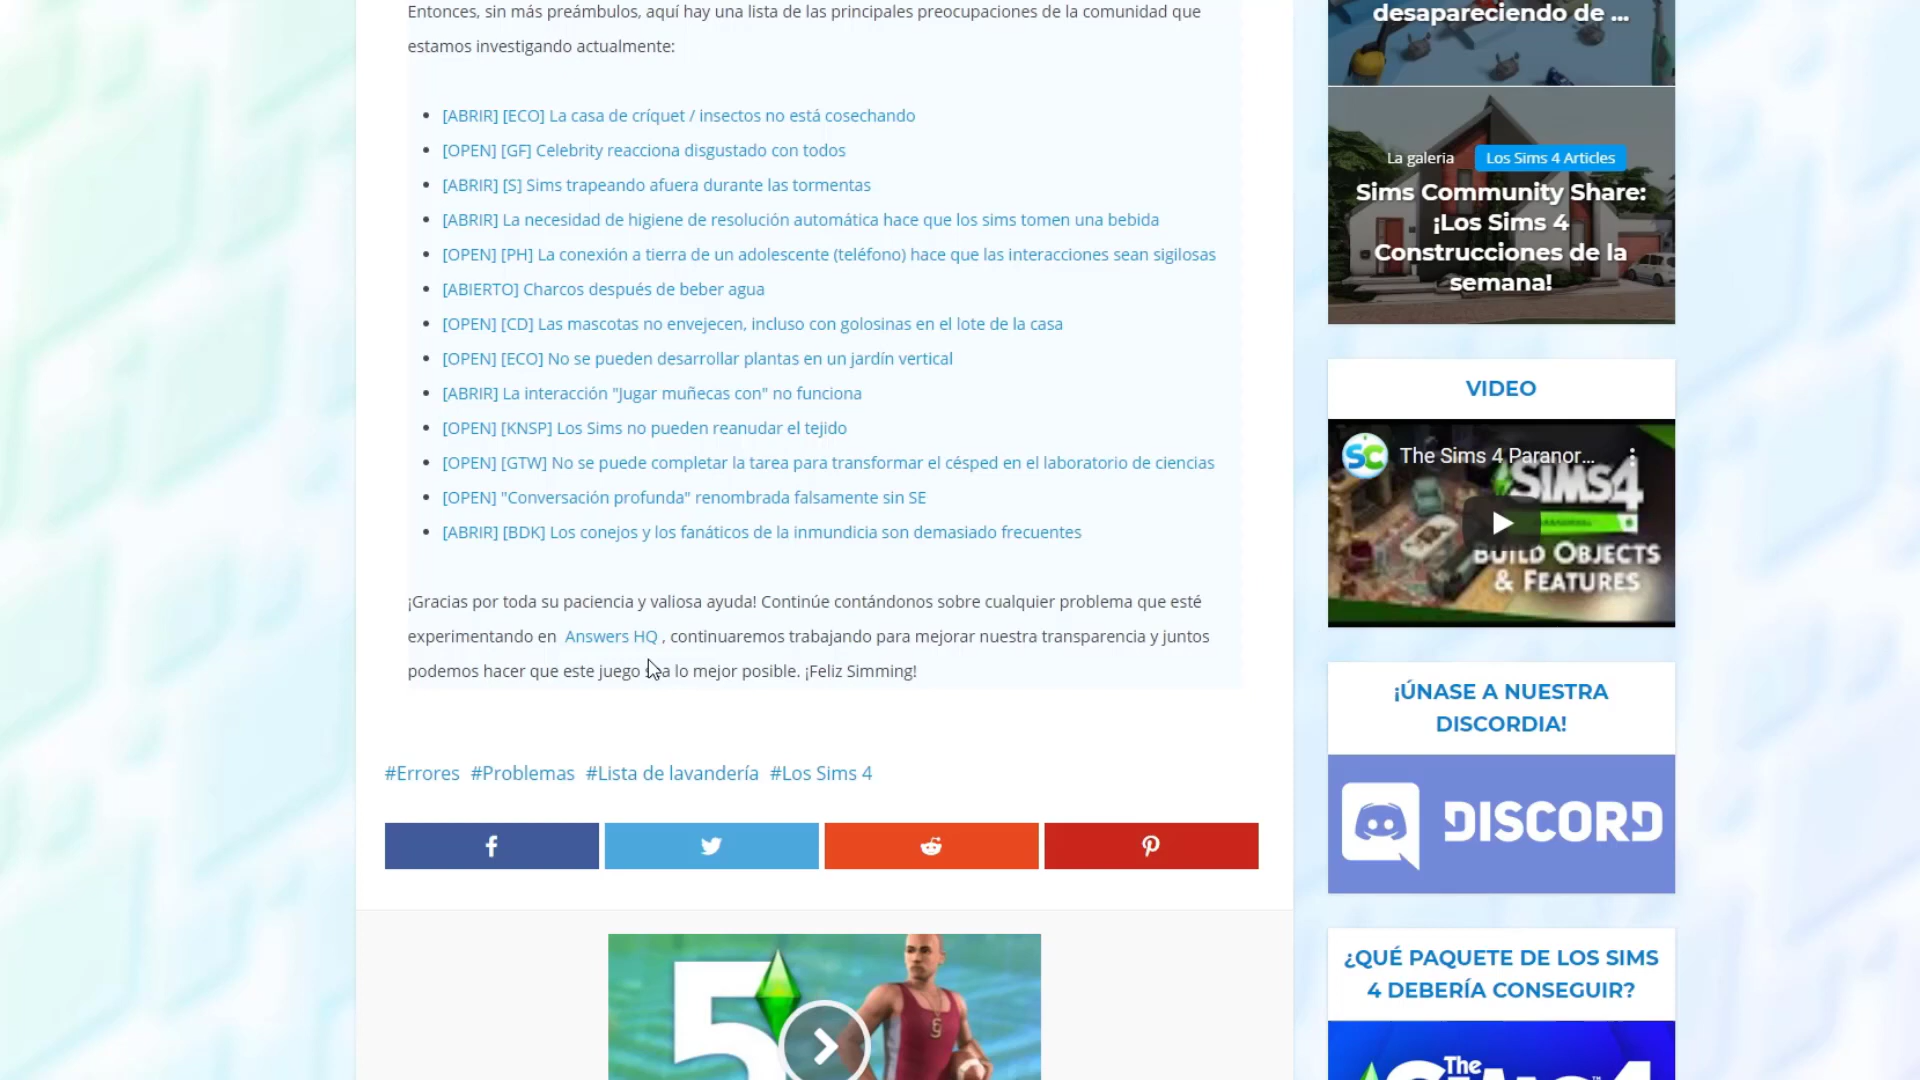 Entonces, sin más preámbulos, aquí hay una lista de las principales preocupaciones de la comunidad que
estamos investigando actualmente:
[ABRIR] [ECO] La casa de críquet / insectos no está cosechando
[OPEN] [GF] Celebrity reacciona disgustado con todos
[ABRIR] [S] Sims trapeando afuera durante las tormentas
[ABRIR] La necesidad de higiene de resolución automática hace que los sims tomen una bebida
[OPEN] [PH] La conexión a tierra de un adolescente (teléfono) hace que las interacciones sean sigilosas
[ABIERTO] Charcos después de beber agua
[OPEN] [CD] Las mascotas no envejecen, incluso con golosinas en el lote de la casa
[OPEN] [ECO] No se pueden desarrollar plantas en un jardín vertical
[ABRIR] La interacción "Jugar muñecas con" no funciona
[OPEN] [KNSP] Los Sims no pueden reanudar el tejido
[OPEN] [GTW] No se puede completar la tarea para transformar el césped en el laboratorio de ciencias
[OPEN] "Conversación profunda" renombrada falsamente sin SE
[ABRIR] [BDK] Los conejos y los fanáticos de la inmundicia son demasiado frecuentes
¡Gracias por toda su paciencia y valiosa ayuda! Continúe contándonos sobre cualquier problema que esté
experimentando en Answers HQ , continuaremos trabajando para mejorar nuestra transparencia y juntos
podemos hacer que este juego sea lo mejor posible. ¡Feliz Simming!
#Errores #Problemas #Lista de lavandería #Los Sims 4
5
desapareciendo de ...
La galeria Los Sims 4 Articles
Sims Community Share:
¡Los Sims 4
Construcciones de la
semana!
VIDEO
SC The Sims 4 Paranor...
SIMS4
BUILD OBJECTS
& FEATURES
¡ÚNASE A NUESTRA
DISCORDIA!
DISCORD
¿QUÉ PAQUETE DE LOS SIMS
4 DEBERÍA CONSEGUIR?
The